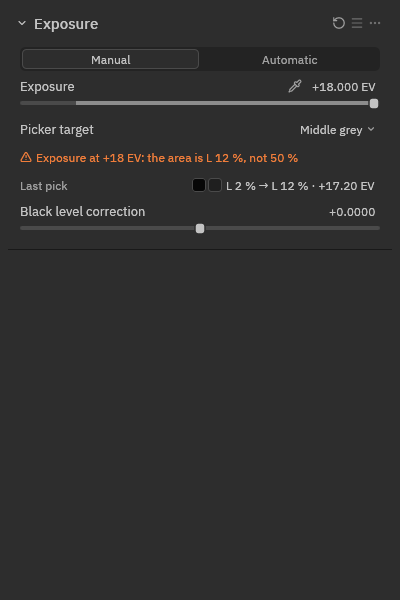 Exposure
Manual Automatic
Exposure +18.000 EV
Picker target Middle grey
Exposure at +18 EV: the area is L 12 %, not 50 %
Last pick L 2 % → L 12 % · +17.20 EV
Black level correction +0.0000